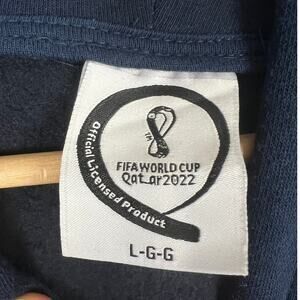 FIFA WORLD CUP
Qatar2022
Official Licensed Product
L-G-G